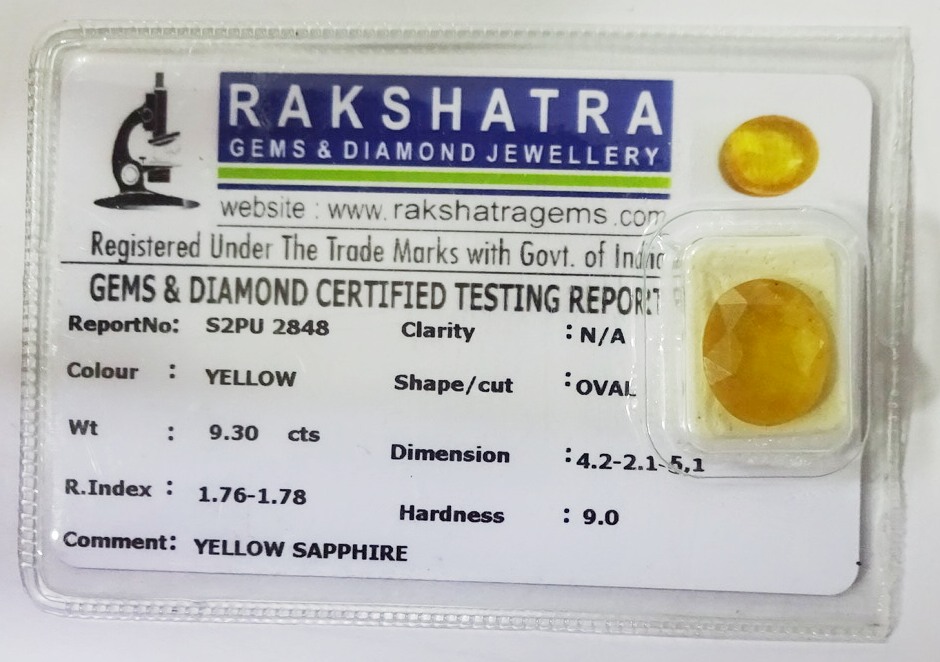 RAKSHATRA
GEMS & DIAMOND JEWELLERY
website : www.rakshatragems.com
Registered Under The Trade Marks with Govt. of India
GEMS & DIAMOND CERTIFIED TESTING REPORT
ReportNo: S2PU 2848 Clarity : N/A
Colour : YELLOW Shape/cut : OVAL
Wt : 9.30 cts Dimension : 4.2-2.1-5,1
R.Index : 1.76-1.78 Hardness : 9.0
Comment: YELLOW SAPPHIRE